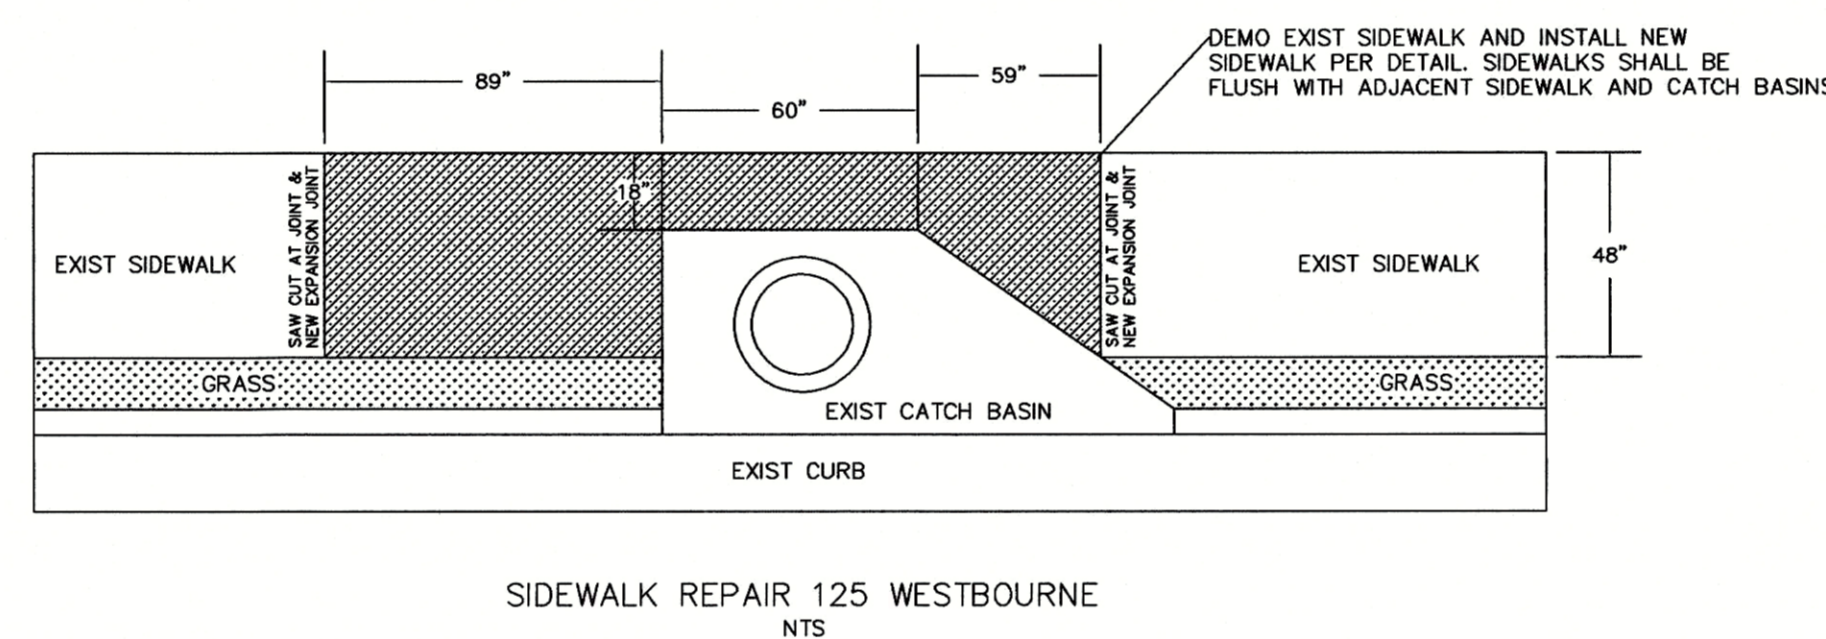 DEMO EXIST SIDEWALK AND INSTALL NEW
SIDEWALK PER DETAIL. SIDEWALKS SHALL BE
FLUSH WITH ADJACENT SIDEWALK AND CATCH BASINS
89"
60"
59"
18"
SAW CUT AT JOINT &
NEW EXPANSION JOINT
SAW CUT AT JOINT &
NEW EXPANSION JOINT
EXIST SIDEWALK
EXIST SIDEWALK
48"
GRASS
GRASS
EXIST CATCH BASIN
EXIST CURB
SIDEWALK REPAIR 125 WESTBOURNE
NTS